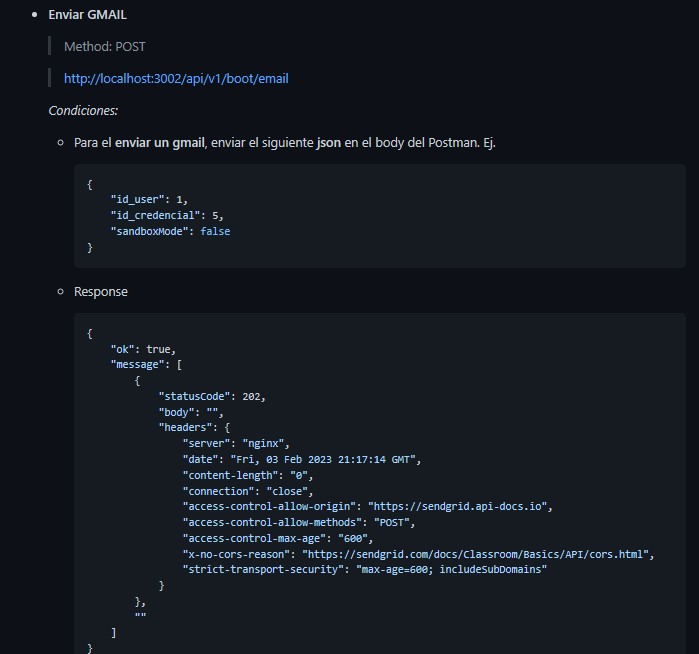 Enviar GMAIL
Method: POST
http://localhost:3002/api/v1/boot/email
Condiciones:
Para el enviar un gmail, enviar el siguiente json en el body del Postman. Ej.
{
    "id_user": 1,
    "id_credencial": 5,
    "sandboxMode": false
}
Response
{
    "ok": true,
    "message": [
        {
            "statusCode": 202,
            "body": "",
            "headers": {
                "server": "nginx",
                "date": "Fri, 03 Feb 2023 21:17:14 GMT",
                "content-length": "0",
                "connection": "close",
                "access-control-allow-origin": "https://sendgrid.api-docs.io",
                "access-control-allow-methods": "POST",
                "access-control-max-age": "600",
                "x-no-cors-reason": "https://sendgrid.com/docs/Classroom/Basics/API/cors.html",
                "strict-transport-security": "max-age=600; includeSubDomains"
            }
        },
        ""
    ]
}